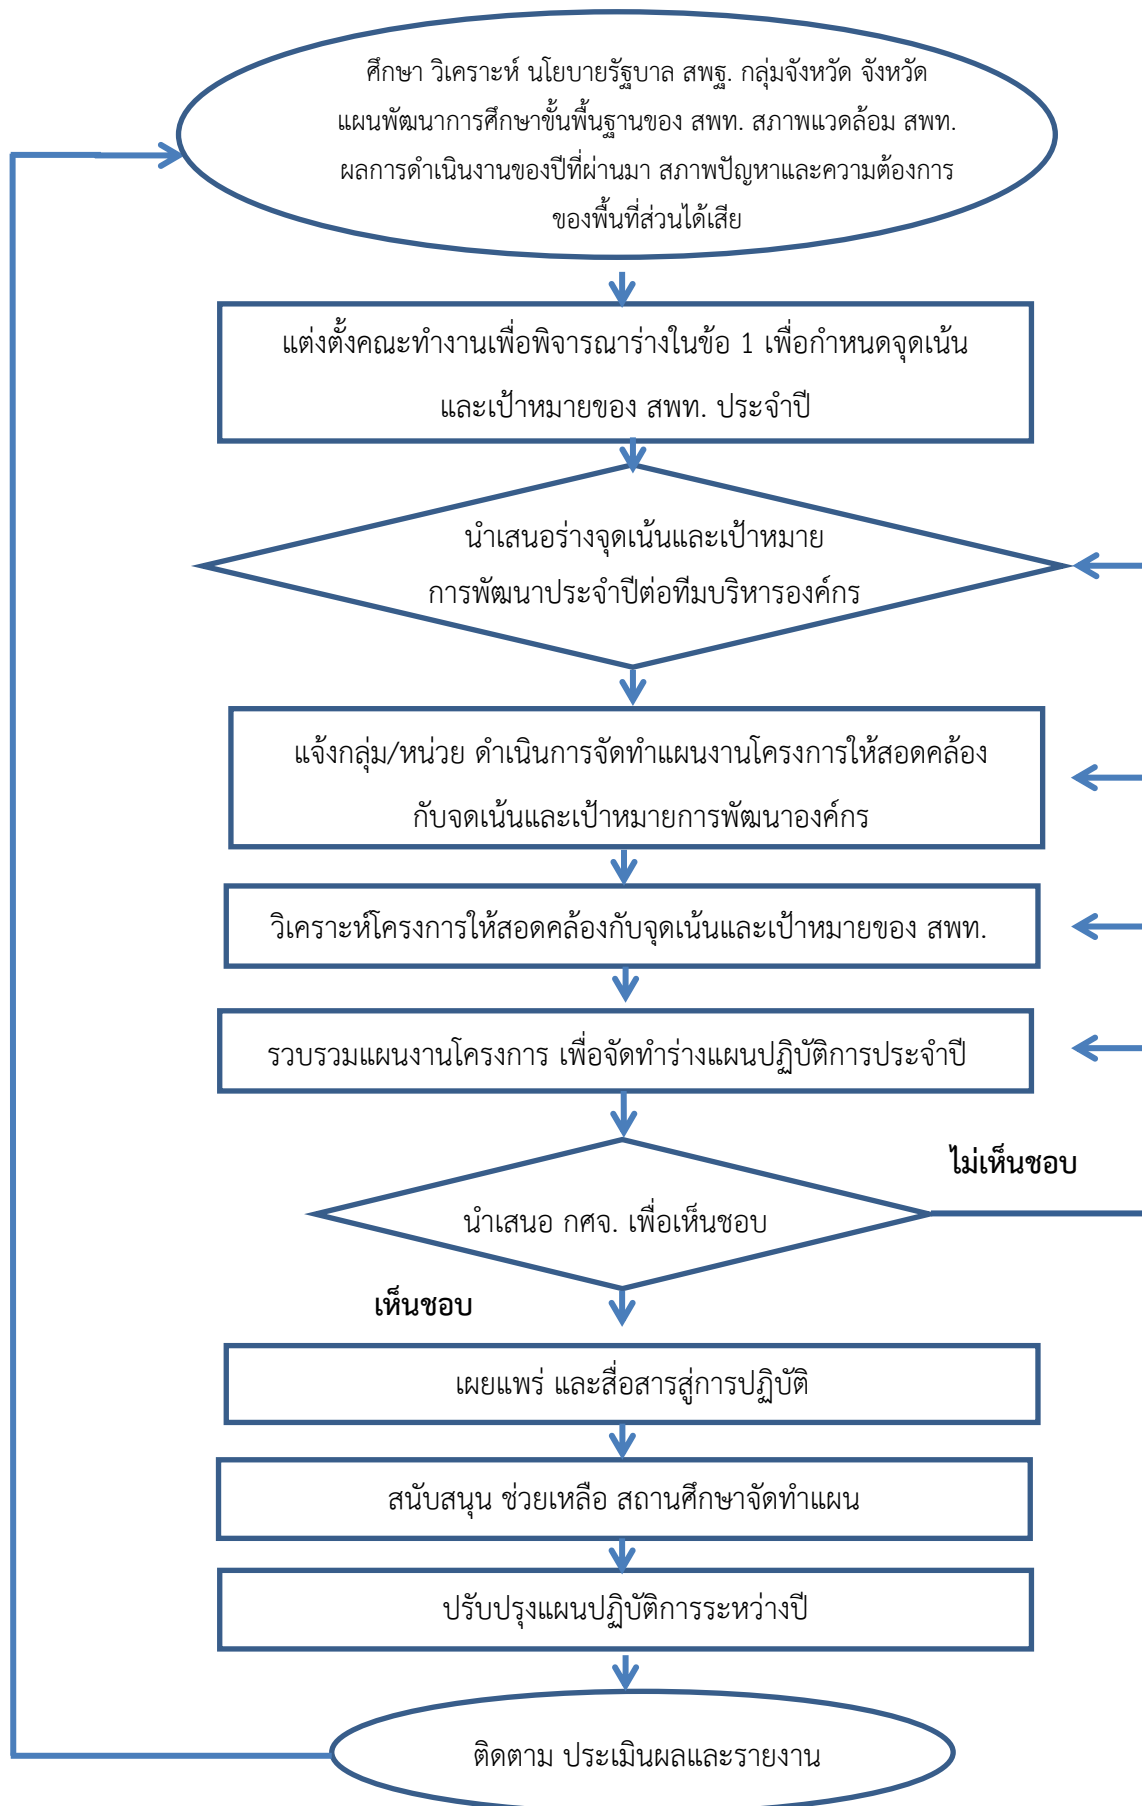 ศึกษา วิเคราะห์ นโยบายรัฐบาล สพฐ. กลุ่มจังหวัด จังหวัด
แผนพัฒนาการศึกษาขั้นพื้นฐานของ สพท. สภาพแวดล้อม สพท.
ผลการดำเนินงานของปีที่ผ่านมา สภาพปัญหาและความต้องการ
ของพื้นที่ส่วนได้เสีย
แต่งตั้งคณะทำงานเพื่อพิจารณาร่างในข้อ 1 เพื่อกำหนดจุดเน้น
และเป้าหมายของ สพท. ประจำปี
นำเสนอร่างจุดเน้นและเป้าหมาย
การพัฒนาประจำปีต่อทีมบริหารองค์กร
แจ้งกลุ่ม/หน่วย ดำเนินการจัดทำแผนงานโครงการให้สอดคล้อง
กับจดเน้นและเป้าหมายการพัฒนาองค์กร
วิเคราะห์โครงการให้สอดคล้องกับจุดเน้นและเป้าหมายของ สพท.
รวบรวมแผนงานโครงการ เพื่อจัดทำร่างแผนปฏิบัติการประจำปี
ไม่เห็นชอบ
นำเสนอ กศจ. เพื่อเห็นชอบ
เห็นชอบ
เผยแพร่ และสื่อสารสู่การปฏิบัติ
สนับสนุน ช่วยเหลือ สถานศึกษาจัดทำแผน
ปรับปรุงแผนปฏิบัติการระหว่างปี
ติดตาม ประเมินผลและรายงาน